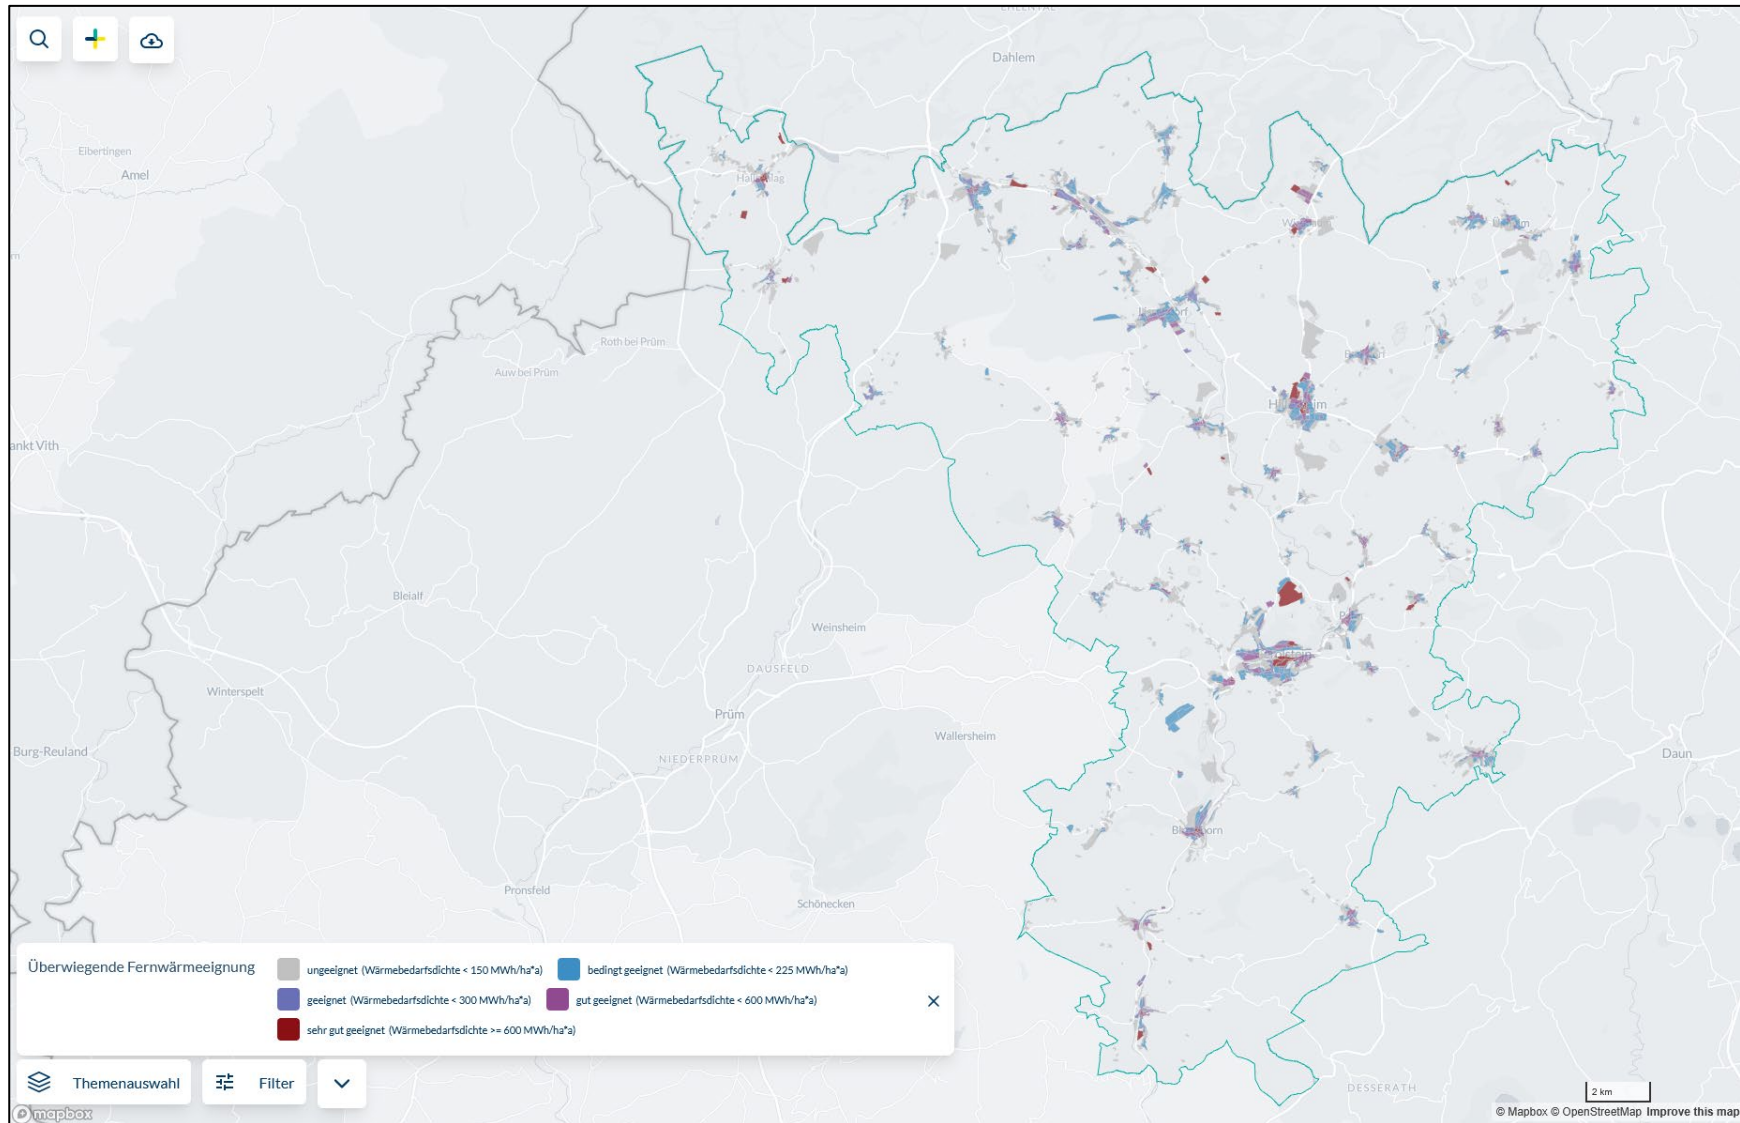 Dahlem
Eibertingen
Amel
Roth bei Prüm
Auw bei Prüm
ankt Vith
Bleialf
Weinsheim
DAUSFELD
Winterspelt
Prüm
Wallersheim
Burg-Reuland
NIEDERPRÜM
Daun
Pronsfeld
Schönecken
Überwiegende Fernwärmeeignung
ungeeignet (Wärmebedarfsdichte < 150 MWh/ha*a)
bedingt geeignet (Wärmebedarfsdichte < 225 MWh/ha*a)
geeignet (Wärmebedarfsdichte < 300 MWh/ha*a)
gut geeignet (Wärmebedarfsdichte < 600 MWh/ha*a)
sehr gut geeignet (Wärmebedarfsdichte >= 600 MWh/ha*a)
Themenauswahl
Filter
DESSERATH
2 km
mapbox
© Mapbox © OpenStreetMap Improve this map